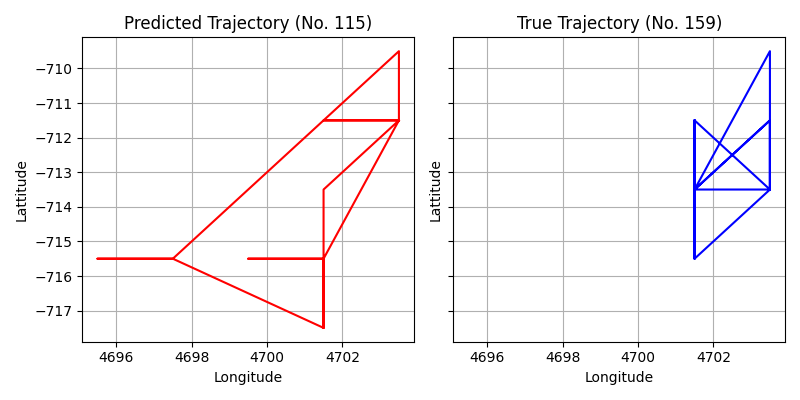 Predicted Trajectory (No. 115)
True Trajectory (No. 159)
Lattitude
−710
−711
−712
−713
−714
−715
−716
−717
4696
4698
4700
4702
Longitude
Lattitude
4696
4698
4700
4702
Longitude